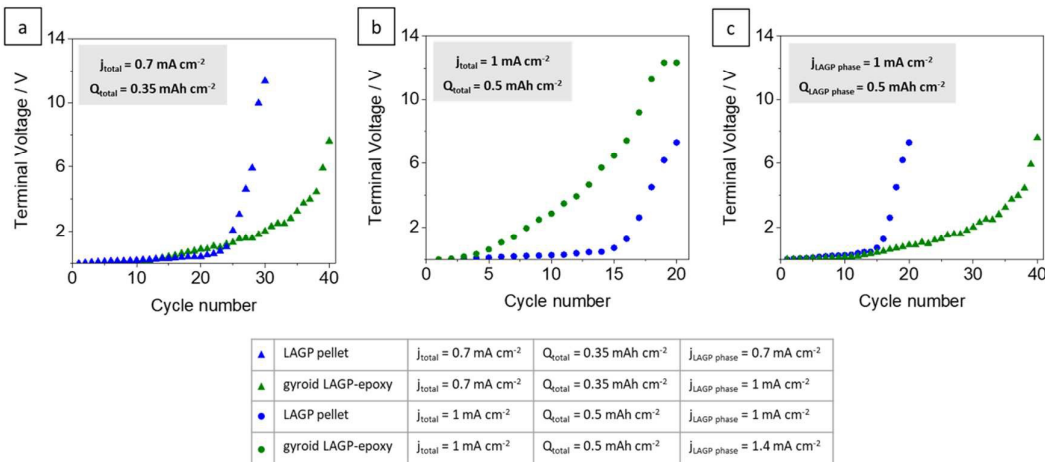 a
j_total = 0.7 mA cm⁻²
Q_total = 0.35 mAh cm⁻²
Terminal Voltage / V
14
10
6
2
0
10
20
30
40
Cycle number
b
j_total = 1 mA cm⁻²
Q_total = 0.5 mAh cm⁻²
Terminal Voltage / V
14
10
6
2
0
5
10
15
20
Cycle number
c
j_LAGP phase = 1 mA cm⁻²
Q_LAGP phase = 0.5 mAh cm⁻²
Terminal Voltage / V
14
10
6
2
0
10
20
30
40
Cycle number
LAGP pellet j_total = 0.7 mA cm⁻² Q_total = 0.35 mAh cm⁻² j_LAGP phase = 0.7 mA cm⁻²
gyroid LAGP-epoxy j_total = 0.7 mA cm⁻² Q_total = 0.35 mAh cm⁻² j_LAGP phase = 1 mA cm⁻²
LAGP pellet j_total = 1 mA cm⁻² Q_total = 0.5 mAh cm⁻² j_LAGP phase = 1 mA cm⁻²
gyroid LAGP-epoxy j_total = 1 mA cm⁻² Q_total = 0.5 mAh cm⁻² j_LAGP phase = 1.4 mA cm⁻²